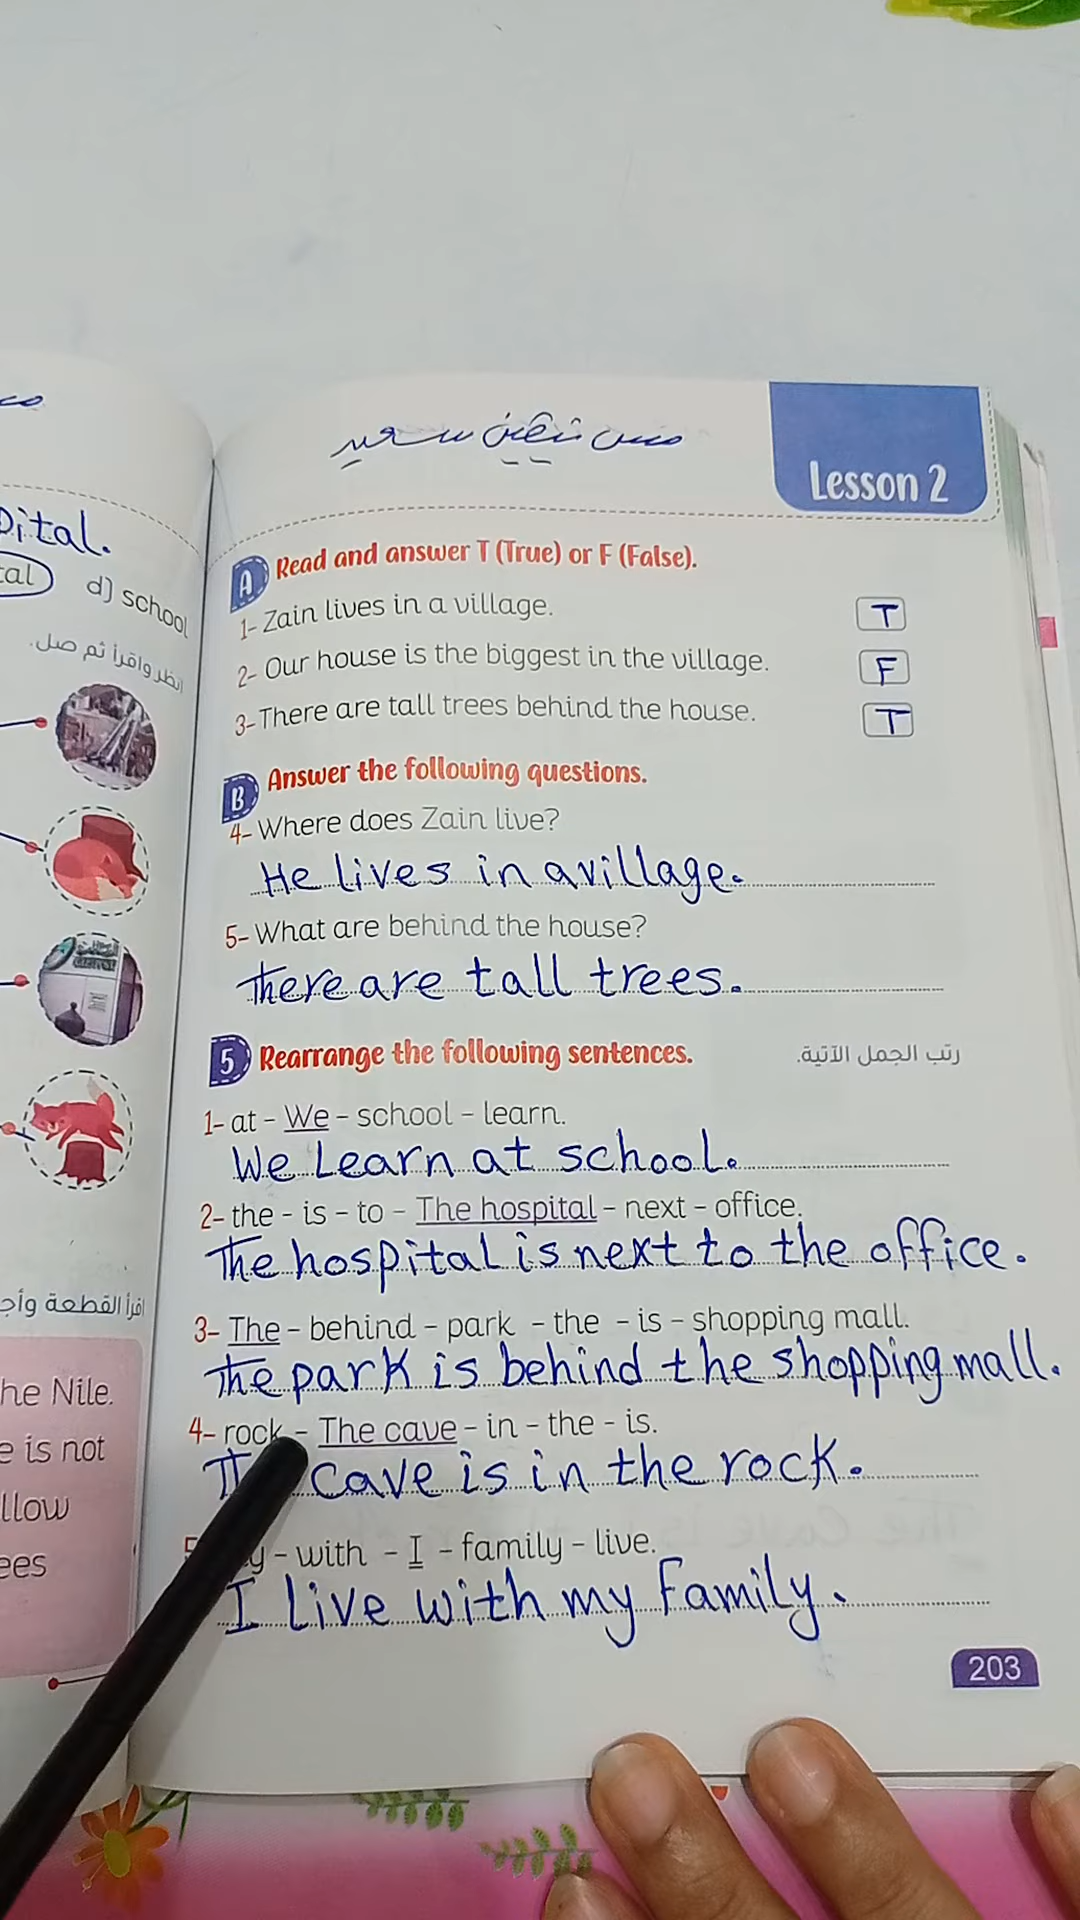 ميس نيفين سعيد
Lesson 2
pital.
tal d) school
انظر واقرأ ثم صل.
A Read and answer T (True) or F (False).
1- Zain lives in a village. T
2- Our house is the biggest in the village. F
3- There are tall trees behind the house. T
B Answer the following questions.
4- Where does Zain live?
He lives in a village.
5- What are behind the house?
There are tall trees.
5 Rearrange the following sentences. رتب الجمل الآتية.
1- at - We - school - learn.
We Learn at school.
2- the - is - to - The hospital - next - office.
The hospital is next to the office.
3- The - behind - park - the - is - shopping mall.
The park is behind the shopping mall.
4- rock - The cave - in - the - is.
cave is in the rock.
- with - I - family - live.
I Live with my Family.
اقرأ القطعة وأج
he Nile.
e is not
llow
ees
203